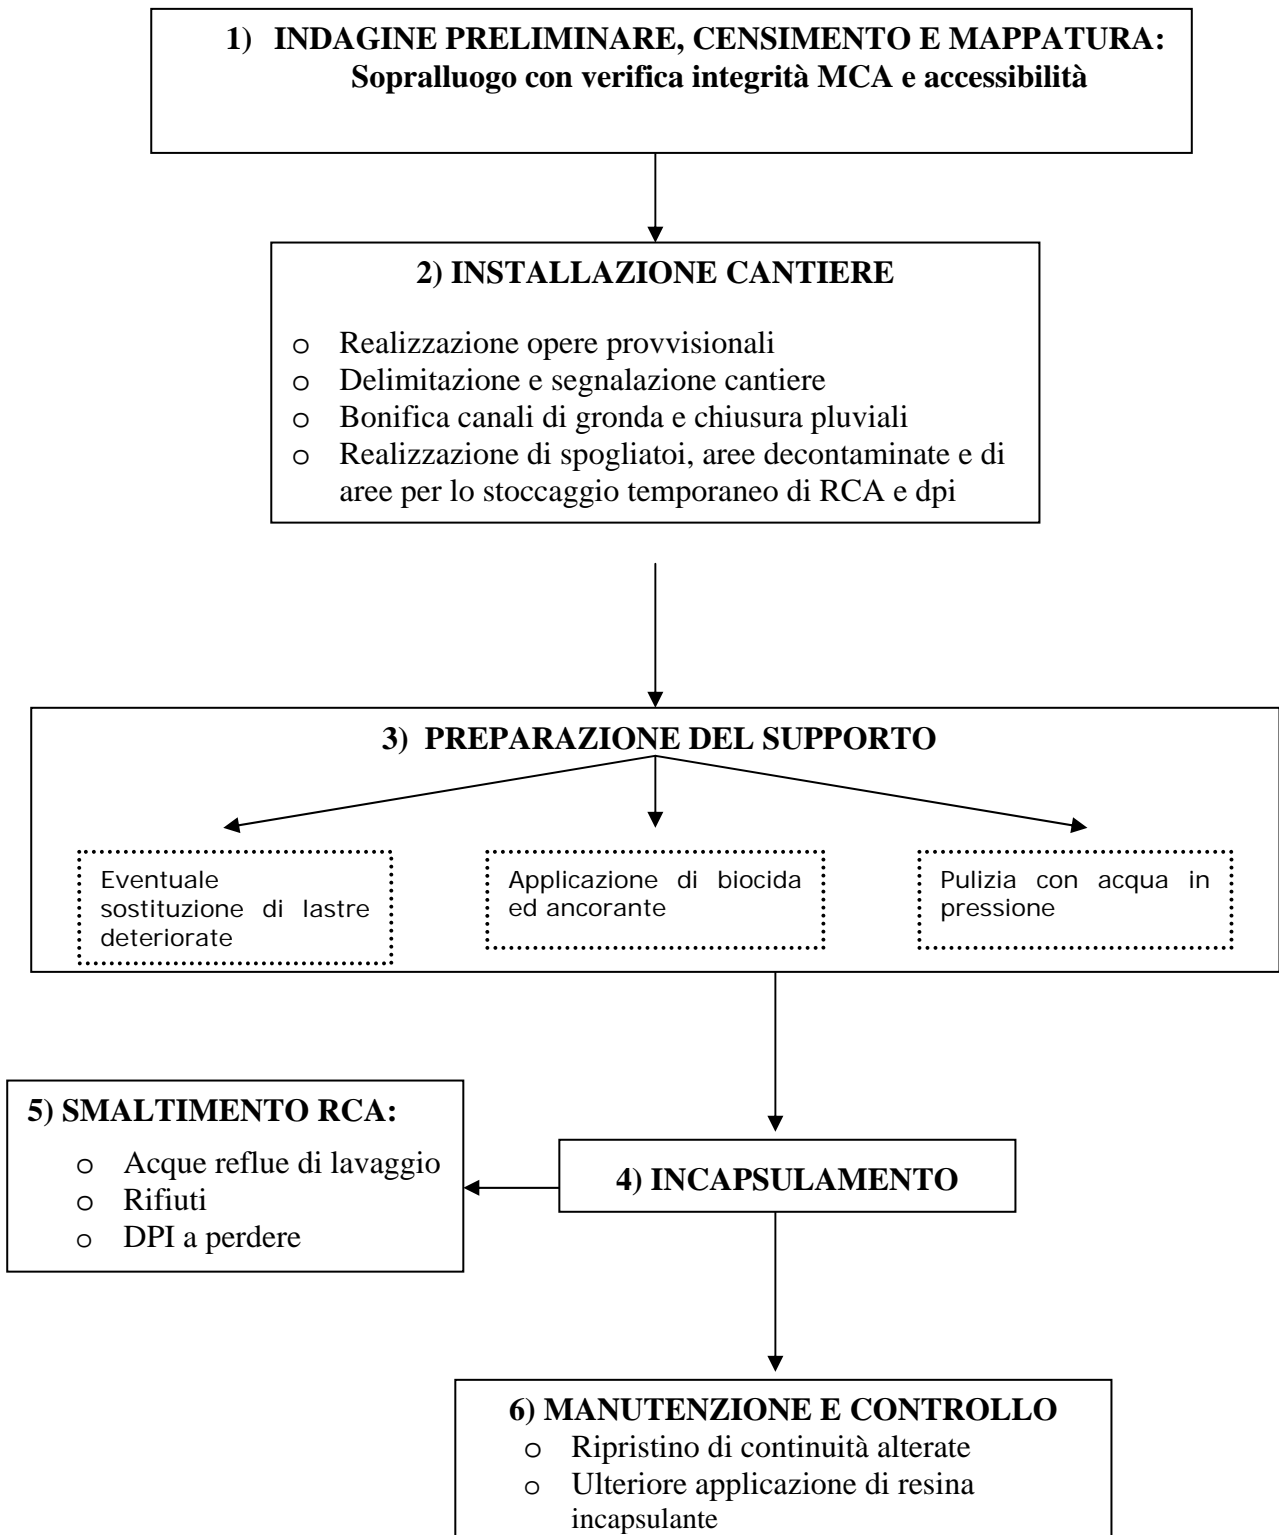 1) INDAGINE PRELIMINARE, CENSIMENTO E MAPPATURA:
Sopralluogo con verifica integrità MCA e accessibilità
2) INSTALLAZIONE CANTIERE
o Realizzazione opere provvisionali
o Delimitazione e segnalazione cantiere
o Bonifica canali di gronda e chiusura pluviali
o Realizzazione di spogliatoi, aree decontaminate e di
aree per lo stoccaggio temporaneo di RCA e dpi
3) PREPARAZIONE DEL SUPPORTO
Eventuale
sostituzione di lastre
deteriorate
Applicazione di biocida
ed ancorante
Pulizia con acqua in
pressione
5) SMALTIMENTO RCA:
o Acque reflue di lavaggio
o Rifiuti
o DPI a perdere
4) INCAPSULAMENTO
6) MANUTENZIONE E CONTROLLO
o Ripristino di continuità alterate
o Ulteriore applicazione di resina
incapsulante